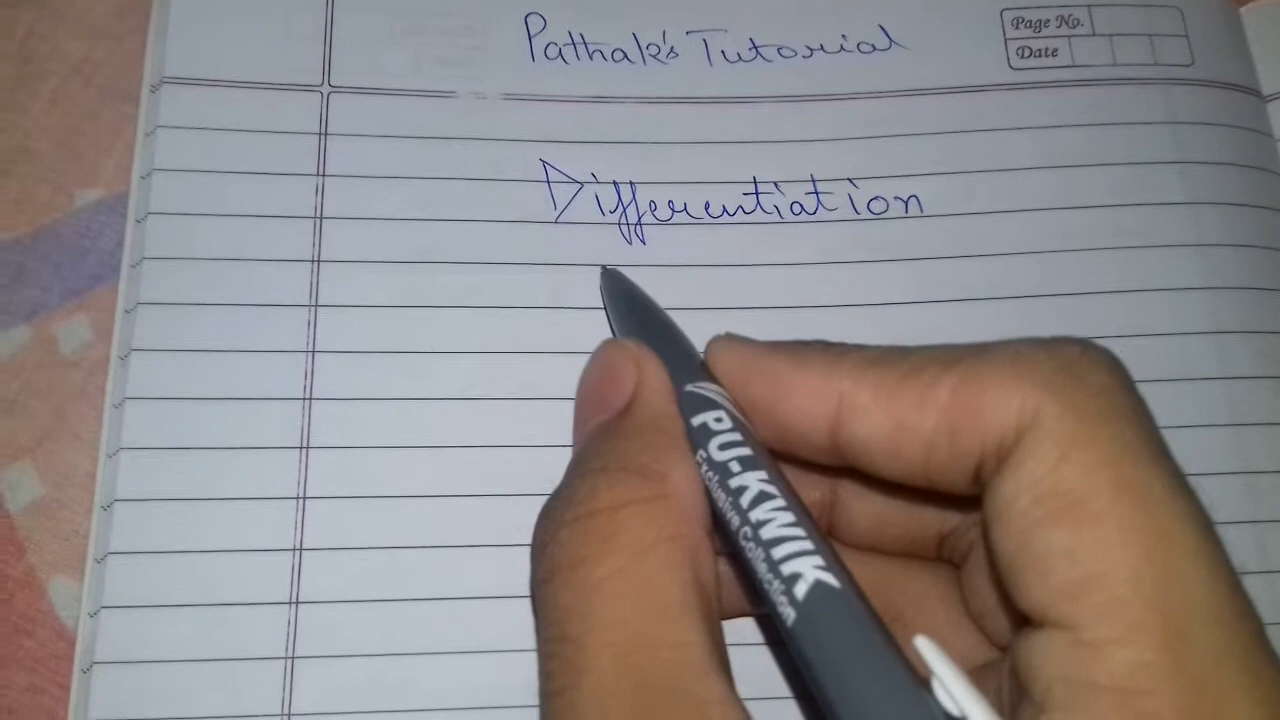 Pathak's Tutorial
Page No.
Date
Differentiation
PU-KWIK
Exclusive Collection